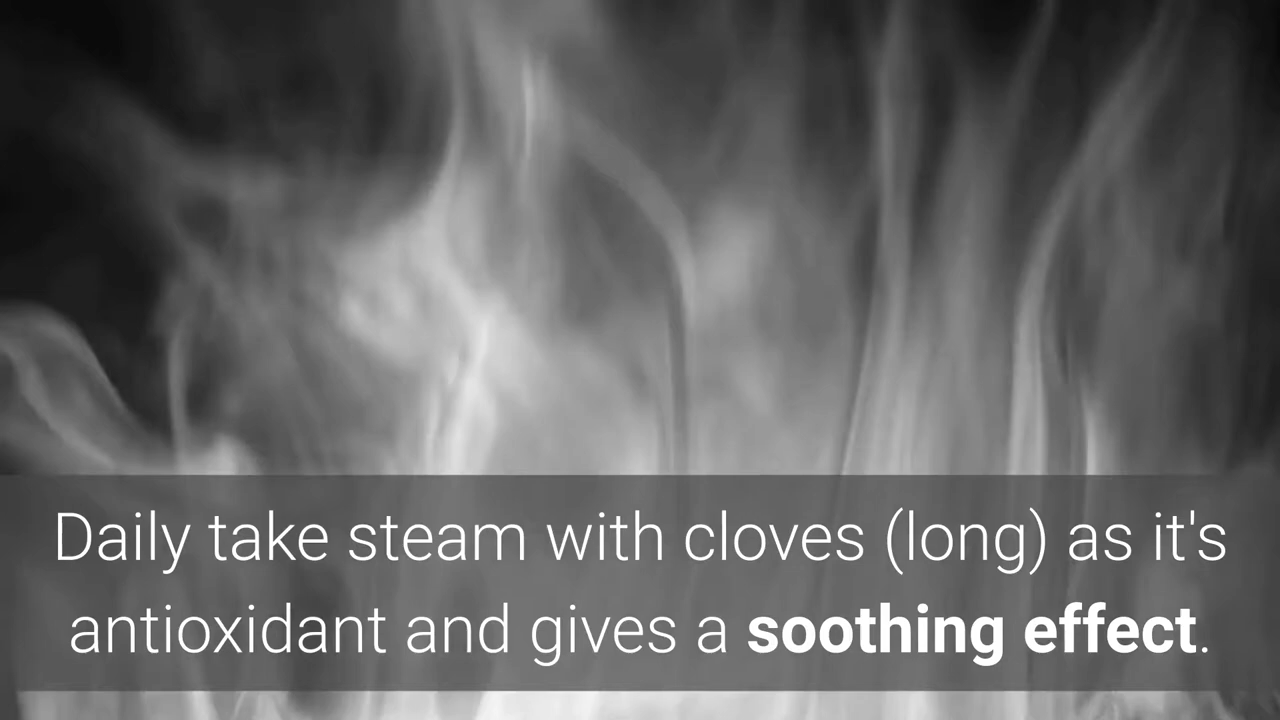 Daily take steam with cloves (long) as it's
antioxidant and gives a soothing effect.